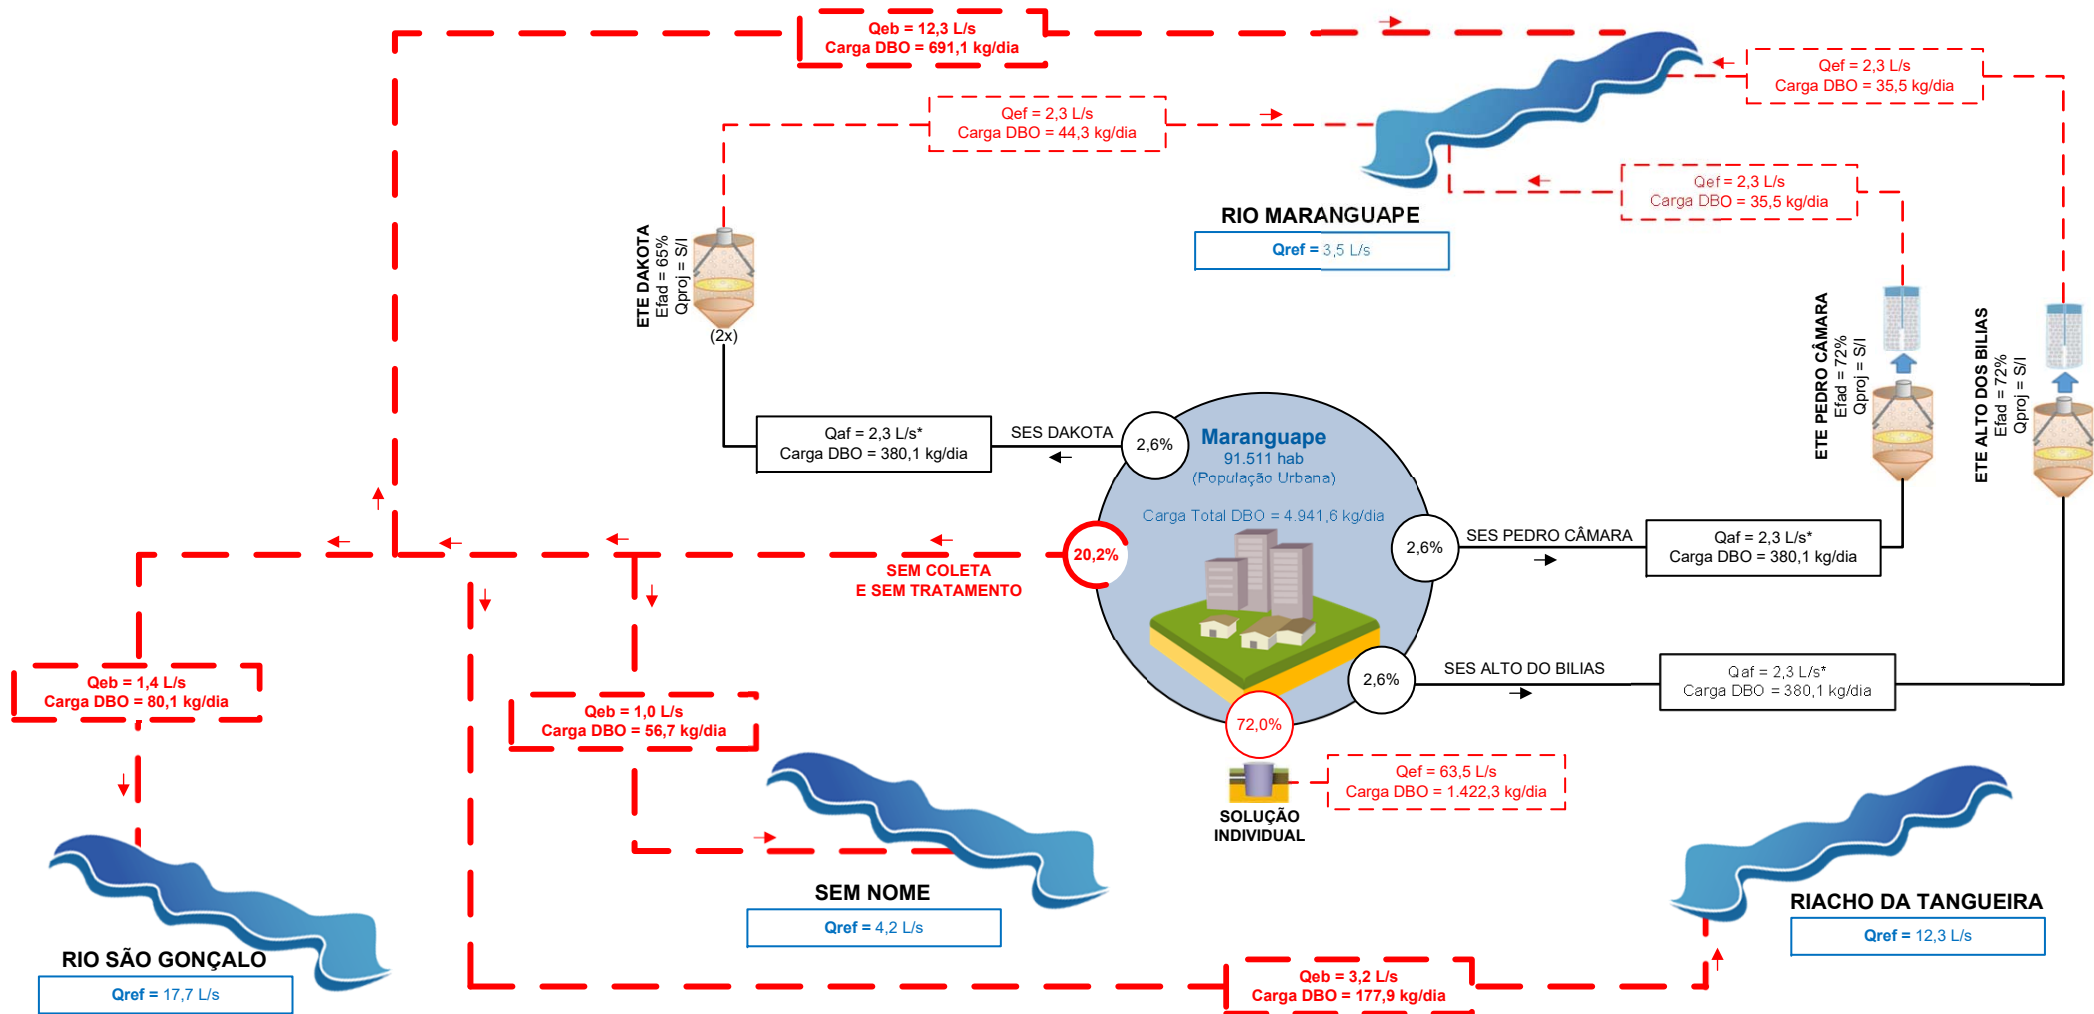 Qeb = 12,3 L/s
Carga DBO = 691,1 kg/dia
Qef = 2,3 L/s
Carga DBO = 35,5 kg/dia
Qef = 2,3 L/s
Carga DBO = 44,3 kg/dia
Qef = 2,3 L/s
Carga DBO = 35,5 kg/dia
RIO MARANGUAPE
Qref = 3,5 L/s
ETE DAKOTA
Efad = 65%
Qproj = S/I
(2x)
ETE PEDRO CÂMARA
Efad = 72%
Qproj = S/I
ETE ALTO DOS BILIAS
Efad = 72%
Qproj = S/I
Qaf = 2,3 L/s*
Carga DBO = 380,1 kg/dia
SES DAKOTA
2,6%
Maranguape
91.511 hab
(População Urbana)
Carga Total DBO = 4.941,6 kg/dia
20,2%
SEM COLETA
E SEM TRATAMENTO
2,6%
SES PEDRO CÂMARA
Qaf = 2,3 L/s*
Carga DBO = 380,1 kg/dia
2,6%
SES ALTO DO BILIAS
Qaf = 2,3 L/s*
Carga DBO = 380,1 kg/dia
72,0%
Qef = 63,5 L/s
Carga DBO = 1.422,3 kg/dia
SOLUÇÃO
INDIVIDUAL
Qeb = 1,4 L/s
Carga DBO = 80,1 kg/dia
Qeb = 1,0 L/s
Carga DBO = 56,7 kg/dia
SEM NOME
Qref = 4,2 L/s
RIACHO DA TANGUEIRA
Qref = 12,3 L/s
RIO SÃO GONÇALO
Qref = 17,7 L/s
Qeb = 3,2 L/s
Carga DBO = 177,9 kg/dia